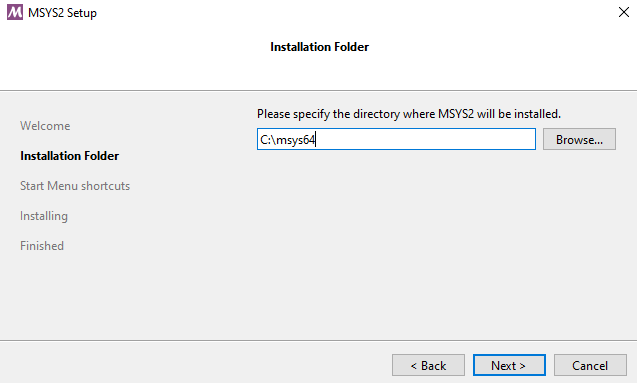 MSYS2 Setup
Installation Folder
Please specify the directory where MSYS2 will be installed.
C:\msys64
Browse...
Welcome
Installation Folder
Start Menu shortcuts
Installing
Finished
< Back
Next >
Cancel